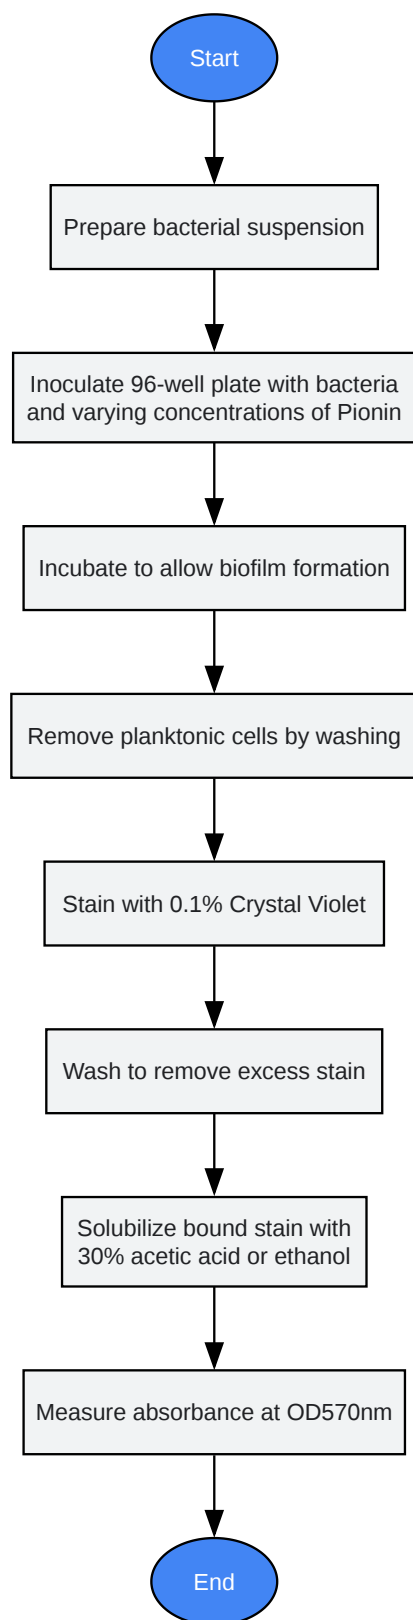 Start
Prepare bacterial suspension
Inoculate 96-well plate with bacteria
and varying concentrations of Pionin
Incubate to allow biofilm formation
Remove planktonic cells by washing
Stain with 0.1% Crystal Violet
Wash to remove excess stain
Solubilize bound stain with
30% acetic acid or ethanol
Measure absorbance at OD570nm
End